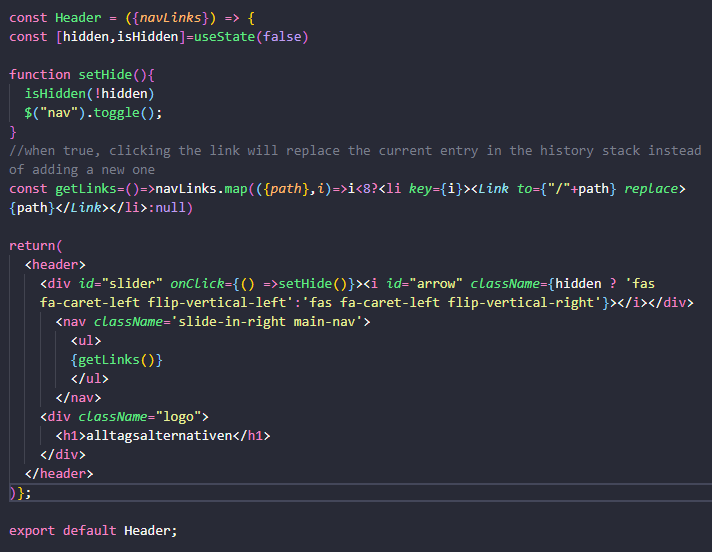 const Header = ({navLinks}) => {
const [hidden,isHidden]=useState(false)
function setHide(){
isHidden(!hidden)
$("nav").toggle();
}
//when true, clicking the link will replace the current entry in the history stack instead
of adding a new one
const getLinks=()=>navLinks.map(({path},i)=>i<8?<li key={i}><Link to={"/"+path} replace>
{path}</Link></li>:null)
return(
<header>
<div id="slider" onClick={() =>setHide()}><i id="arrow" className={hidden ? 'fas
fa-caret-left flip-vertical-left':'fas fa-caret-left flip-vertical-right'}></i></div>
<nav className='slide-in-right main-nav'>
<ul>
{getLinks()}
</ul>
</nav>
<div className="logo">
<h1>alltagsalternativen</h1>
</div>
</header>
)};
export default Header;